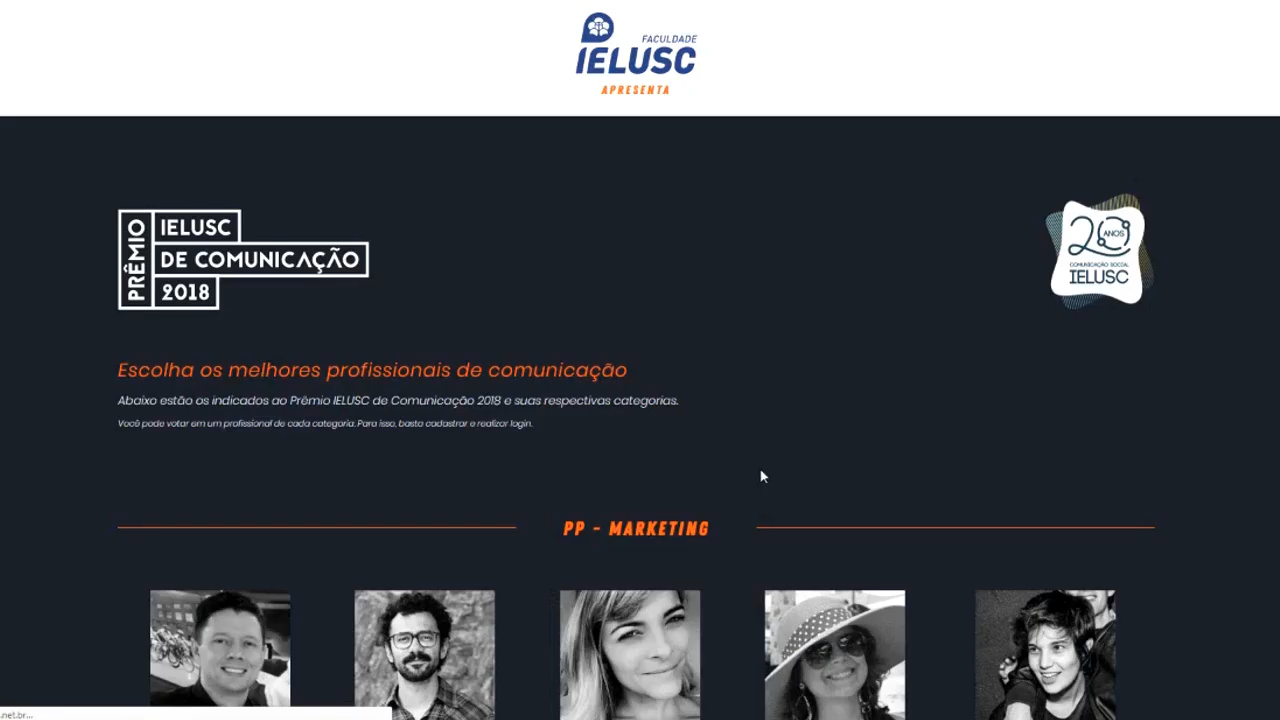 FACULDADE
IELUSC
APRESENTA
PRÊMIO
IELUSC
DE COMUNICAÇÃO
2018
20
ANOS
COMUNICAÇÃO SOCIAL
IELUSC
Escolha os melhores profissionais de comunicação
Abaixo estão os indicados ao Prêmio IELUSC de Comunicação 2018 e suas respectivas categorias.
Você pode votar em um profissional de cada categoria. Para isso, basta cadastrar e realizar login.
PP - MARKETING
.net.br...